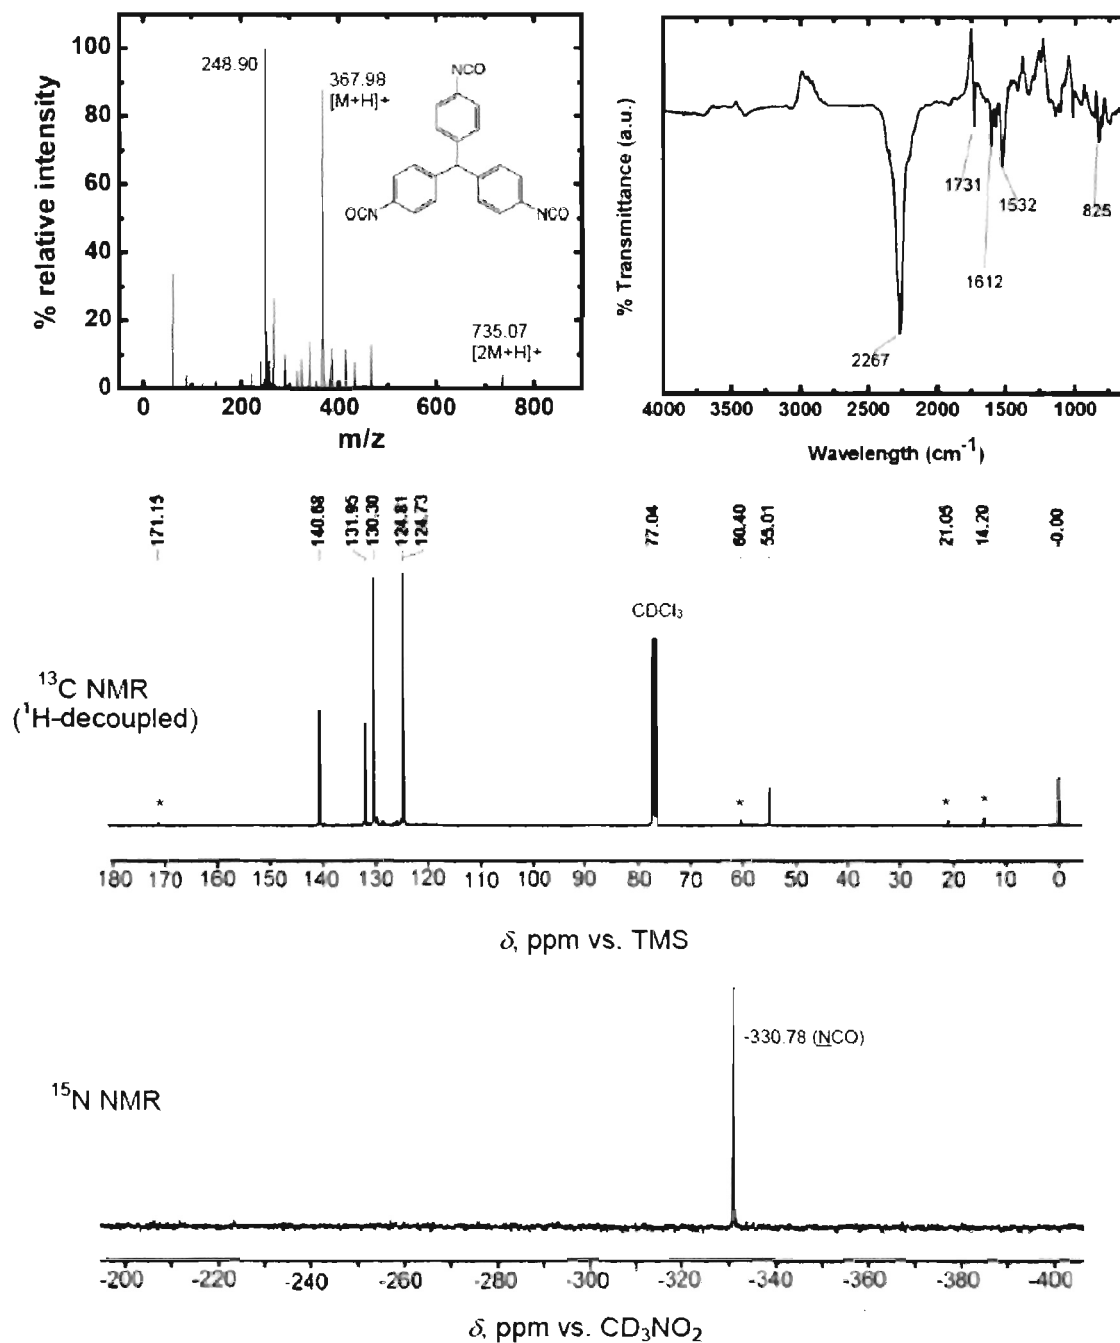 % relative intensity
100
80
60
40
20
0
248.90
367.98
[M+H]+
NCO
OCN
NCO
735.07
[2M+H]+
0
200
400
600
800
m/z
% Transmittance (a.u.)
1731
1532
825
1612
2267
4000
3500
3000
2500
2000
1500
1000
Wavelength (cm⁻¹)
171.15
140.68
131.95
130.30
124.81
124.73
77.04
60.40
55.01
21.05
14.20
-0.00
CDCl₃
¹³C NMR
(¹H-decoupled)
*
*
*
*
180 170 160 150 140 130 120 110 100 90 80 70 60 50 40 30 20 10 0
δ, ppm vs. TMS
-330.78 (NCO)
¹⁵N NMR
-200 -220 -240 -260 -280 -300 -320 -340 -360 -380 -400
δ, ppm vs. CD₃NO₂